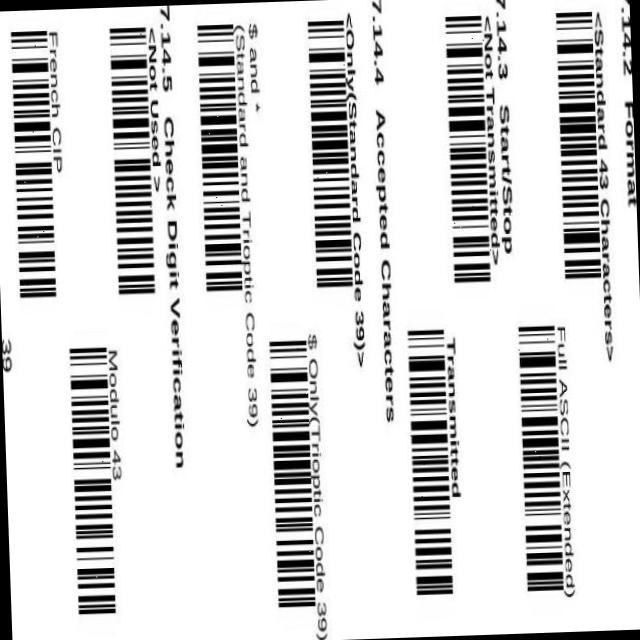 7.14.2 Format
<Standard 43 Characters>
Full ASCII (Extended)
7.14.3 Start/Stop
<Not Transmitted>
Transmitted
7.14.4 Accepted Characters
<Only(Standard Code 39)>
$ Only(Trioptic Code 39)
$ and *
(Standard and Trioptic Code 39)
7.14.5 Check Digit Verification
<Not Used >
Modulo 43
French CIP
39